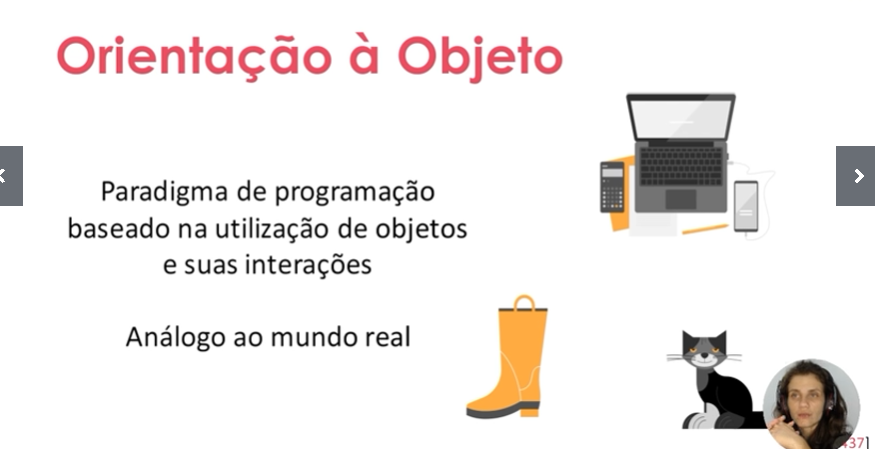 Orientação à Objeto
Paradigma de programação
baseado na utilização de objetos
e suas interações
Análogo ao mundo real
37]